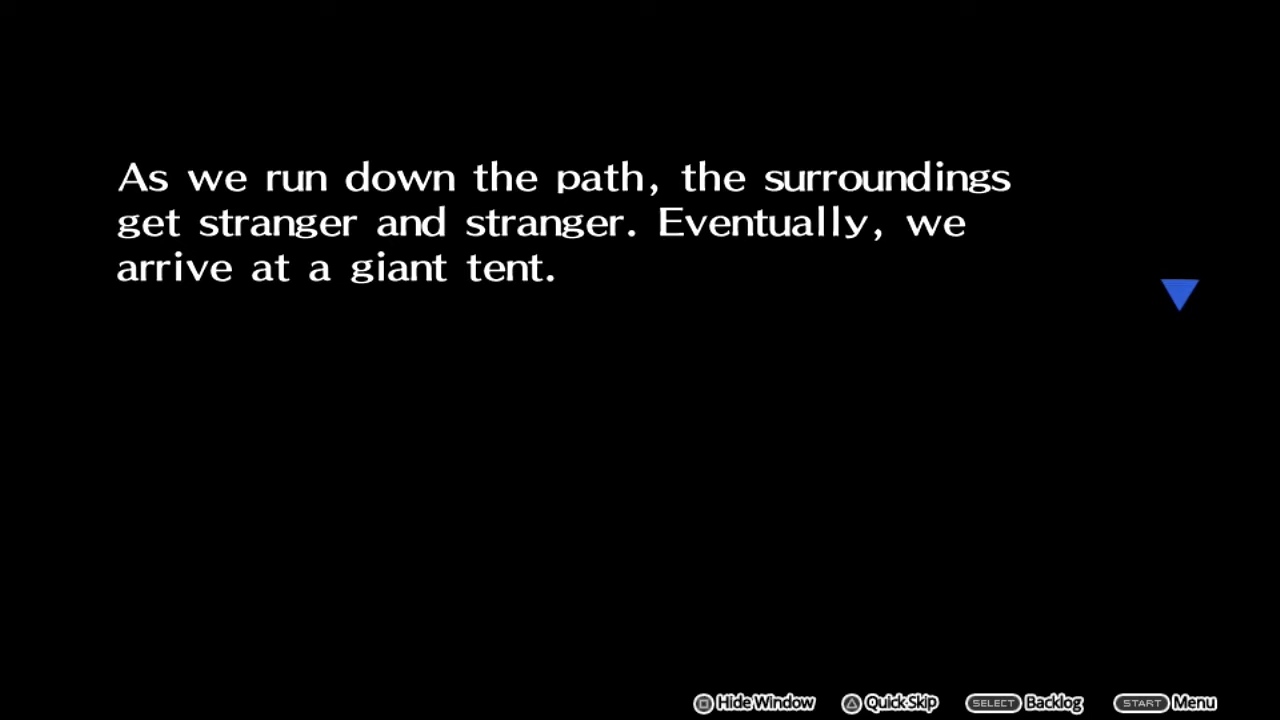 As we run down the path, the surroundings
get stranger and stranger. Eventually, we
arrive at a giant tent.
Hide Window Quick Skip SELECT Backlog START Menu